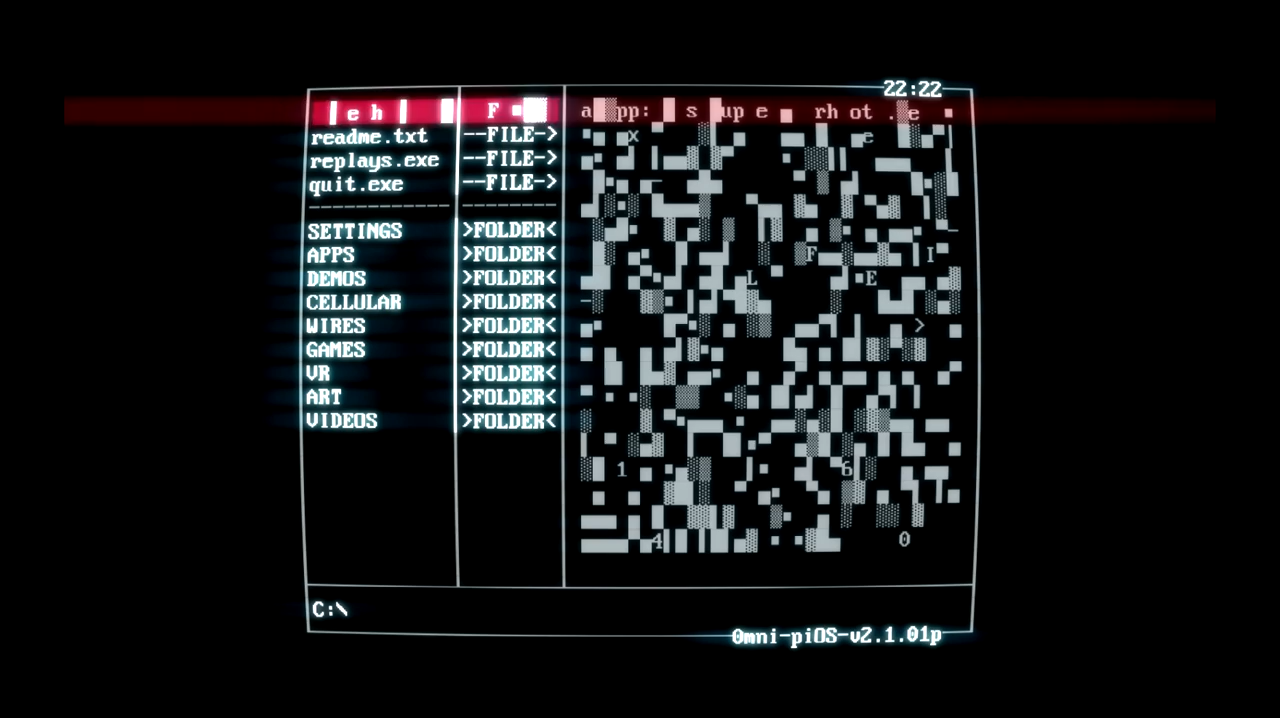 22:22
readme.txt --FILE->
replays.exe --FILE->
quit.exe --FILE->
SETTINGS >FOLDER<
APPS >FOLDER<
DEMOS >FOLDER<
CELLULAR >FOLDER<
WIRES >FOLDER<
GAMES >FOLDER<
VR >FOLDER<
ART >FOLDER<
VIDEOS >FOLDER<
C:\
0mni-piOS-v2.1.01p